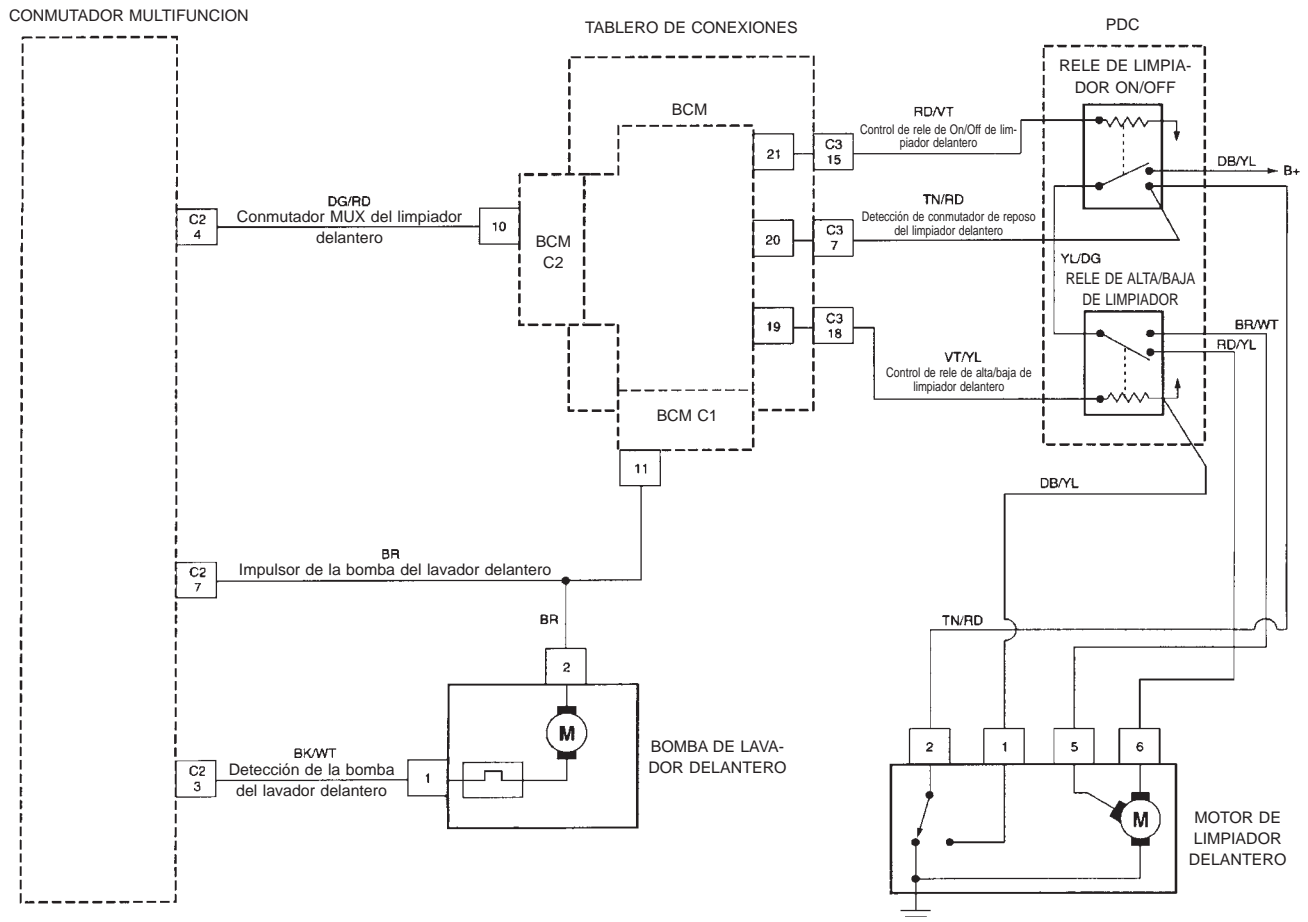 CONMUTADOR MULTIFUNCION
TABLERO DE CONEXIONES
PDC
RELE DE LIMPIA-
DOR ON/OFF
BCM
RD/VT
Control de rele de On/Off de lim-
piador delantero
21
C3
15
DB/YL
B+
DG/RD
Conmutador MUX del limpiador
delantero
C2
4
10
BCM
C2
TN/RD
Detección de conmutador de reposo
del limpiador delantero
20
C3
7
YL/DG
RELE DE ALTA/BAJA
DE LIMPIADOR
19
C3
18
BR/WT
RD/YL
VT/YL
Control de rele de alta/baja de
limpiador delantero
BCM C1
11
DB/YL
BR
Impulsor de la bomba del lavador delantero
C2
7
BR
TN/RD
2
M
BOMBA DE LAVA-
DOR DELANTERO
BK/WT
Detección de la bomba
del lavador delantero
C2
3
1
2
1
5
6
M
MOTOR DE
LIMPIADOR
DELANTERO